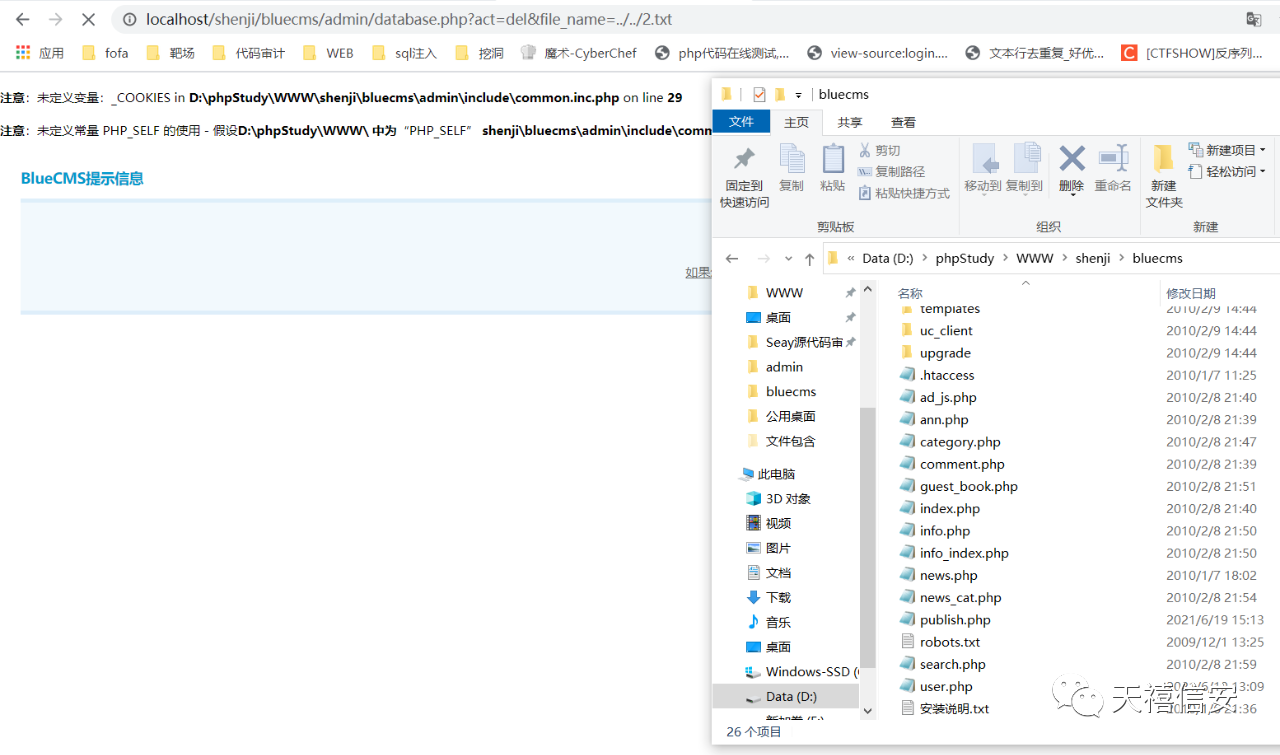 localhost/shenji/bluecms/admin/database.php?act=del&file_name=../../2.txt
应用 fofa 靶场 代码审计 WEB sql注入 挖洞 魔术-CyberChef php代码在线测试,... view-source:login.... 文本行去重复_好优... [CTFSHOW]反序列...
注意：未定义变量：_COOKIES in D:\phpStudy\WWW\shenji\bluecms\admin\include\common.inc.php on line 29
注意：未定义常量 PHP_SELF 的使用 - 假设D:\phpStudy\WWW\ 中为“PHP_SELF” shenji\bluecms\admin\include\comm
BlueCMS提示信息
如果
bluecms
文件 主页 共享 查看
固定到快速访问
复制
粘贴
剪切
复制路径
粘贴快捷方式
剪贴板
移动到 复制到 删除 重命名
组织
新建文件夹
新建项目
轻松访问
新建
« Data (D:) › phpStudy › WWW › shenji › bluecms
WWW
桌面
Seay源代码审
admin
bluecms
公用桌面
文件包含
此电脑
3D 对象
视频
图片
文档
下载
音乐
桌面
Windows-SSD (
Data (D:)
新加卷 (E:)
名称 修改日期
templates 2010/2/9 14:44
uc_client 2010/2/9 14:44
upgrade 2010/2/9 14:44
.htaccess 2010/1/7 11:25
ad_js.php 2010/2/8 21:40
ann.php 2010/2/8 21:39
category.php 2010/2/8 21:47
comment.php 2010/2/8 21:39
guest_book.php 2010/2/8 21:51
index.php 2010/2/8 21:40
info.php 2010/2/8 21:50
info_index.php 2010/2/8 21:50
news.php 2010/1/7 18:02
news_cat.php 2010/2/8 21:54
publish.php 2021/6/19 15:13
robots.txt 2009/12/1 13:25
search.php 2010/2/8 21:59
user.php 13:09
安装说明.txt 21:36
26 个项目
天禧信安